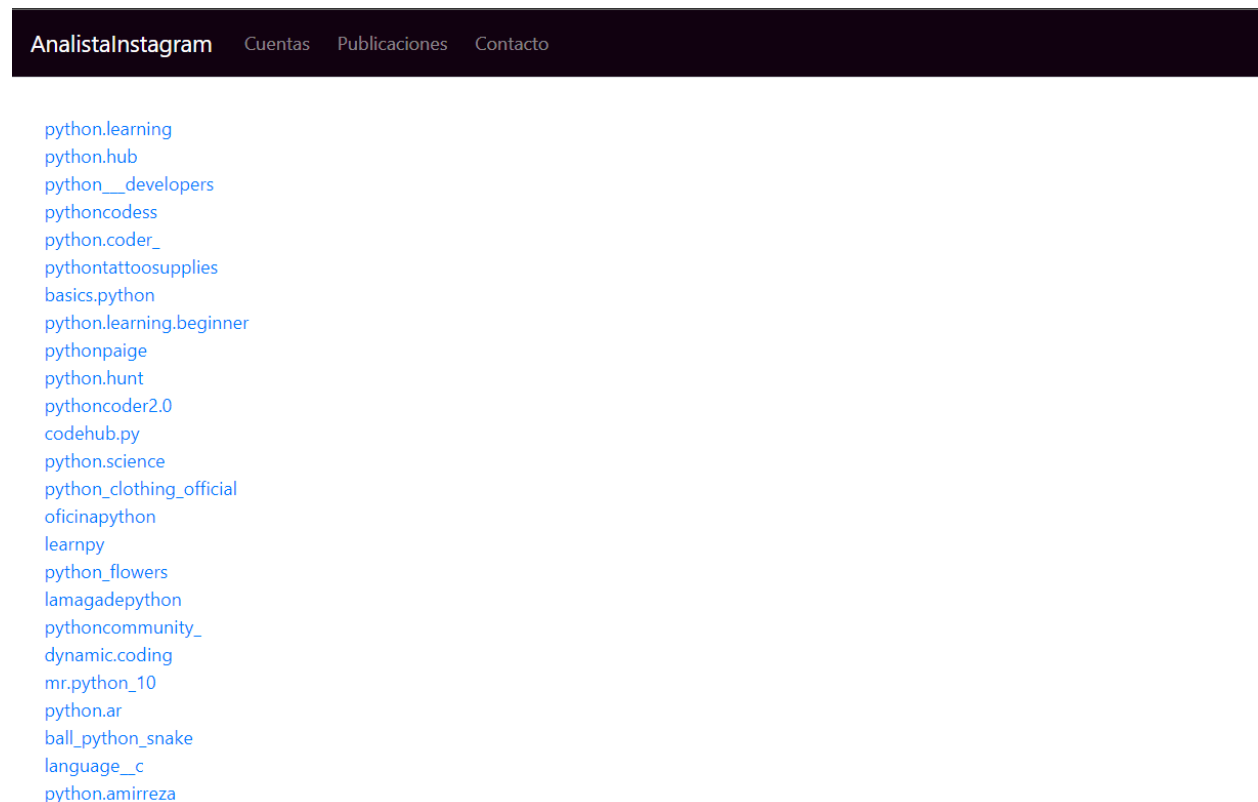 AnalistaInstagram Cuentas Publicaciones Contacto
python.learning
python.hub
python___developers
pythoncodess
python.coder_
pythontattoosupplies
basics.python
python.learning.beginner
pythonpaige
python.hunt
pythoncoder2.0
codehub.py
python.science
python_clothing_official
oficinapython
learnpy
python_flowers
lamagadepython
pythoncommunity_
dynamic.coding
mr.python_10
python.ar
ball_python_snake
language__c
python.amirreza